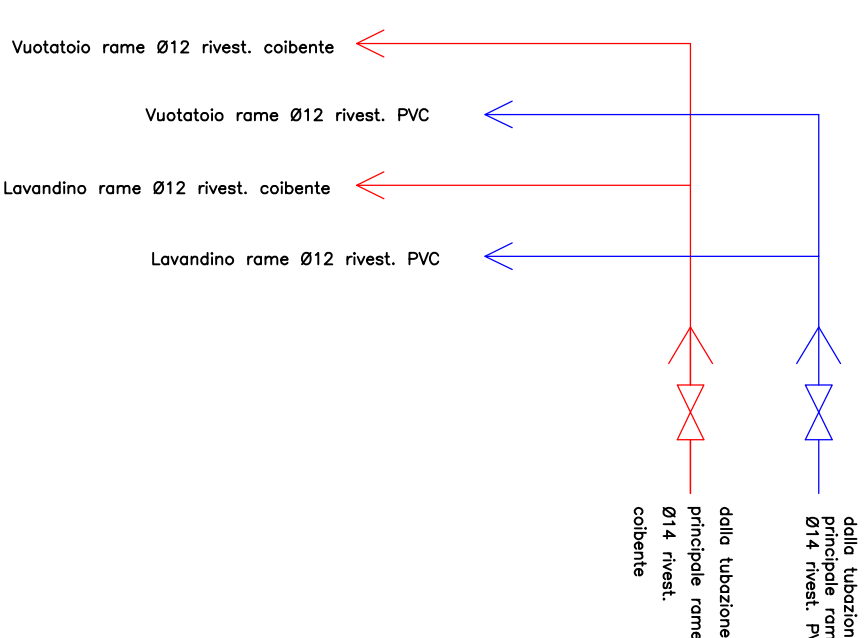 Vuotatoio rame Ø12 rivest. coibente
Vuotatoio rame Ø12 rivest. PVC
Lavandino rame Ø12 rivest. coibente
Lavandino rame Ø12 rivest. PVC
dalla tubazione
principale rame
Ø14 rivest.
coibente
dalla
principale
Ø14 rivest.